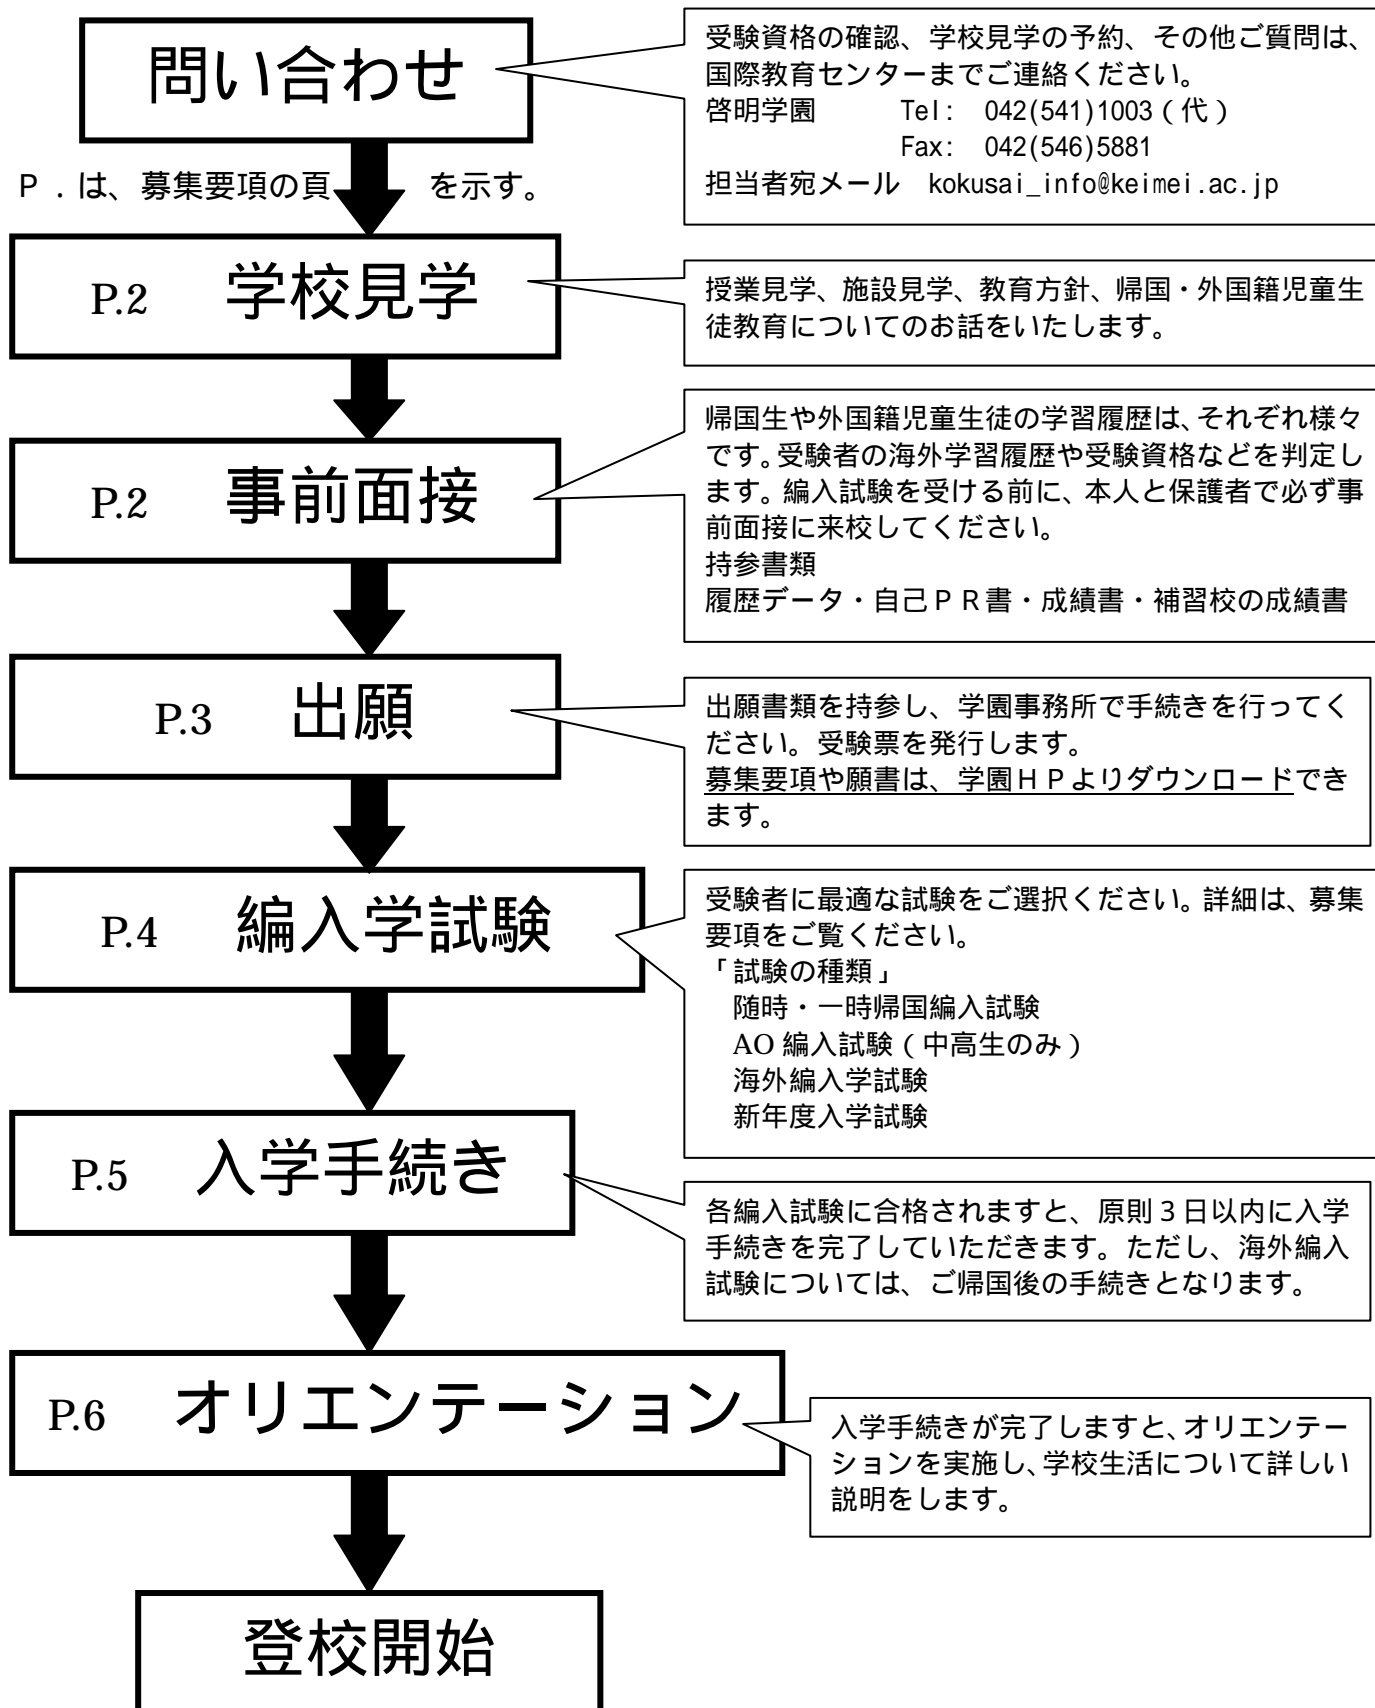 問い合わせ
受験資格の確認、学校見学の予約、その他ご質問は、
国際教育センターまでご連絡ください。
啓明学園　Tel:　042(541)1003（代）
Fax:　042(546)5881
担当者宛メール　kokusai_info@keimei.ac.jp
Ｐ．は、募集要項の頁　を示す。
P.2　学校見学
授業見学、施設見学、教育方針、帰国・外国籍児童生
徒教育についてのお話をいたします。
P.2　事前面接
帰国生や外国籍児童生徒の学習履歴は、それぞれ様々
です。受験者の海外学習履歴や受験資格などを判定し
ます。編入試験を受ける前に、本人と保護者で必ず事
前面接に来校してください。
持参書類
履歴データ・自己ＰＲ書・成績書・補習校の成績書
P.3　出願
出願書類を持参し、学園事務所で手続きを行ってく
ださい。受験票を発行します。
募集要項や願書は、学園ＨＰよりダウンロードでき
ます。
P.4　編入学試験
受験者に最適な試験をご選択ください。詳細は、募集
要項をご覧ください。
「試験の種類」
随時・一時帰国編入試験
AO 編入試験（中高生のみ）
海外編入学試験
新年度入学試験
P.5　入学手続き
各編入試験に合格されますと、原則３日以内に入学
手続きを完了していただきます。ただし、海外編入
試験については、ご帰国後の手続きとなります。
P.6　オリエンテーション
入学手続きが完了しますと、オリエンテー
ションを実施し、学校生活について詳しい
説明をします。
登校開始